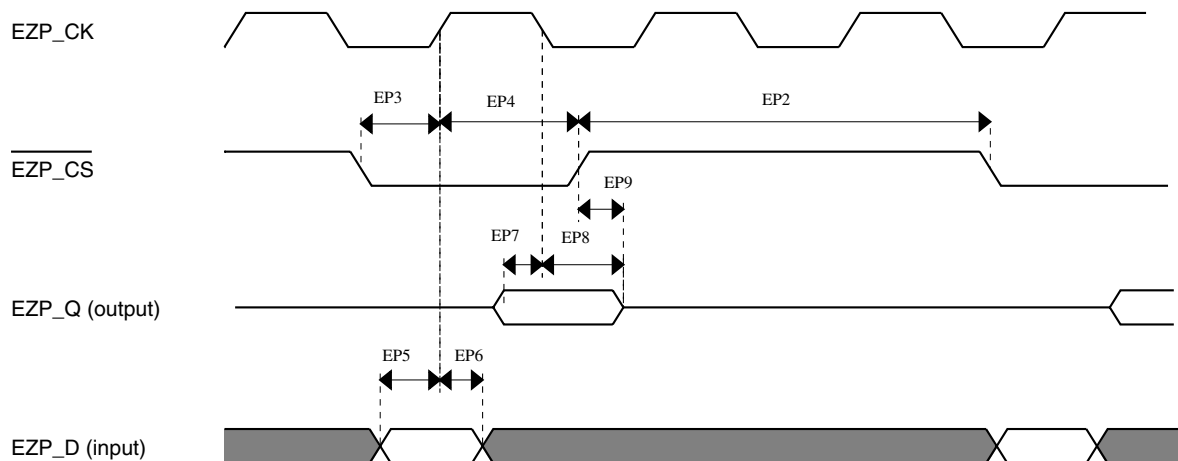 EZP_CK
EP3 EP4 EP2
EZP_CS
EP9
EP7 EP8
EZP_Q (output)
EP5 EP6
EZP_D (input)